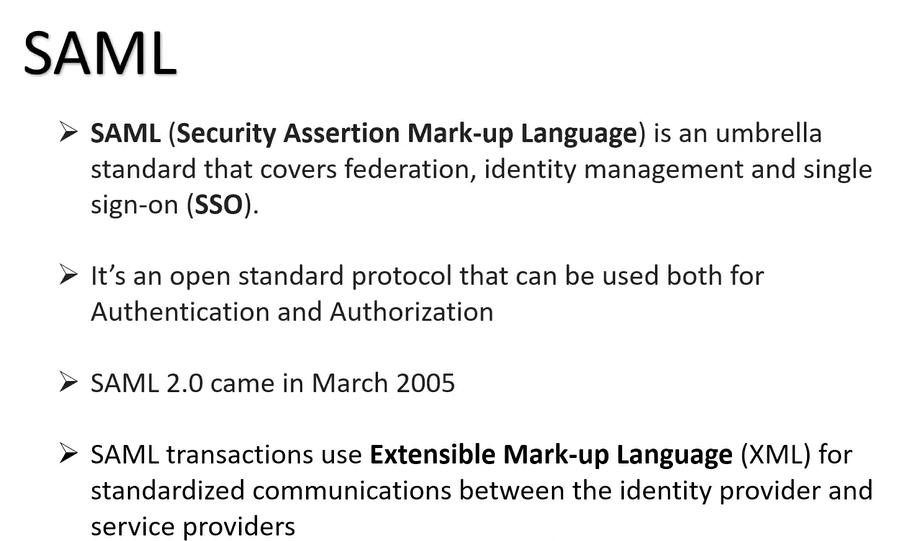 SAML
➢ SAML (Security Assertion Mark-up Language) is an umbrella
standard that covers federation, identity management and single
sign-on (SSO).
➢ It’s an open standard protocol that can be used both for
Authentication and Authorization
➢ SAML 2.0 came in March 2005
➢ SAML transactions use Extensible Mark-up Language (XML) for
standardized communications between the identity provider and
service providers